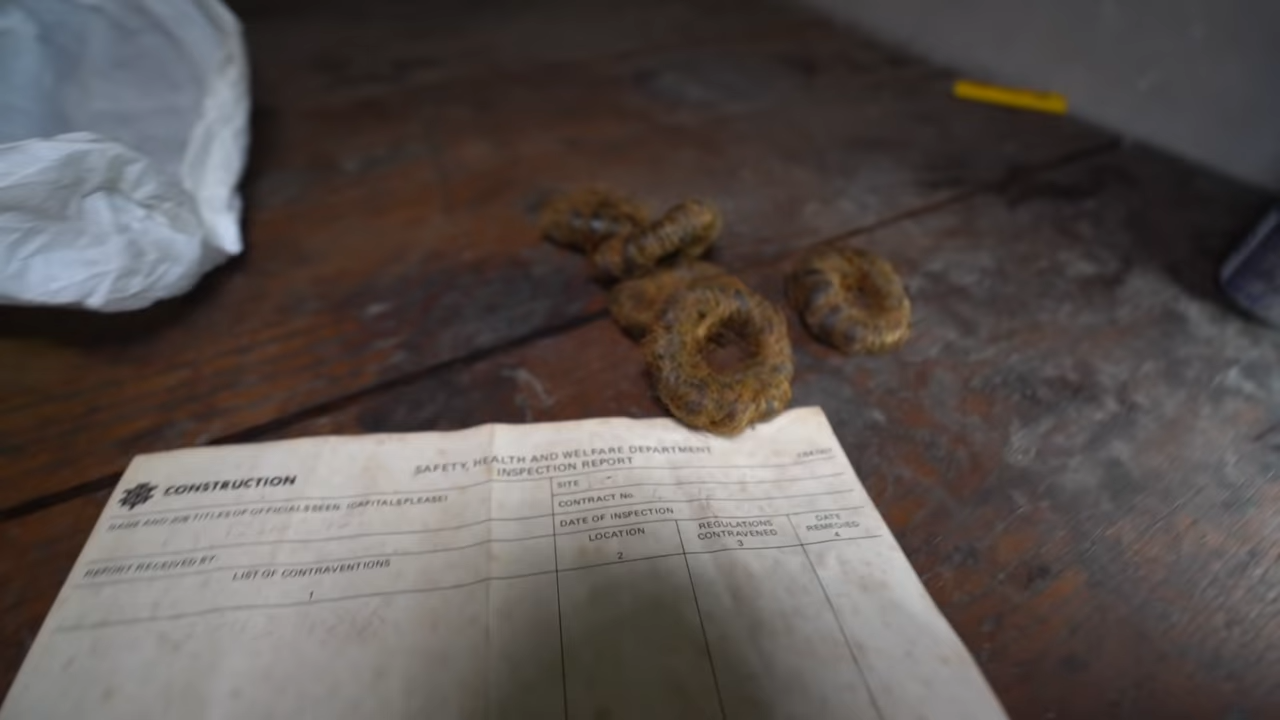 SAFETY, HEALTH AND WELFARE DEPARTMENT
INSPECTION REPORT
CONSTRUCTION
NAME AND JOB TITLES OF OFFICIALS SEEN (CAPITALS PLEASE)
SITE
CONTRACT No.
DATE OF INSPECTION
REPORT RECEIVED BY:
LIST OF CONTRAVENTIONS
1
LOCATION
2
REGULATIONS
CONTRAVENED
3
DATE
REMEDIED
4